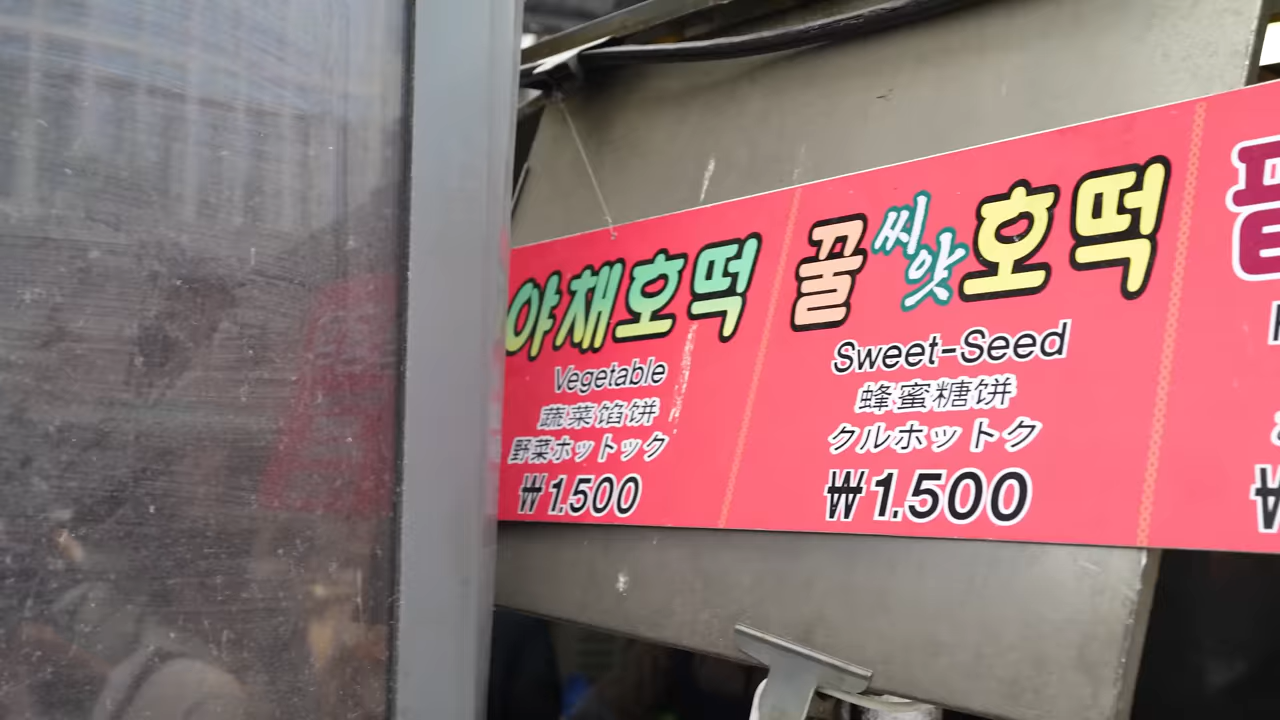 야채호떡
Vegetable
蔬菜馅饼
野菜ホットック
₩1.500
꿀씨앗호떡
Sweet-Seed
蜂蜜糖饼
クルホットク
₩1.500
₩